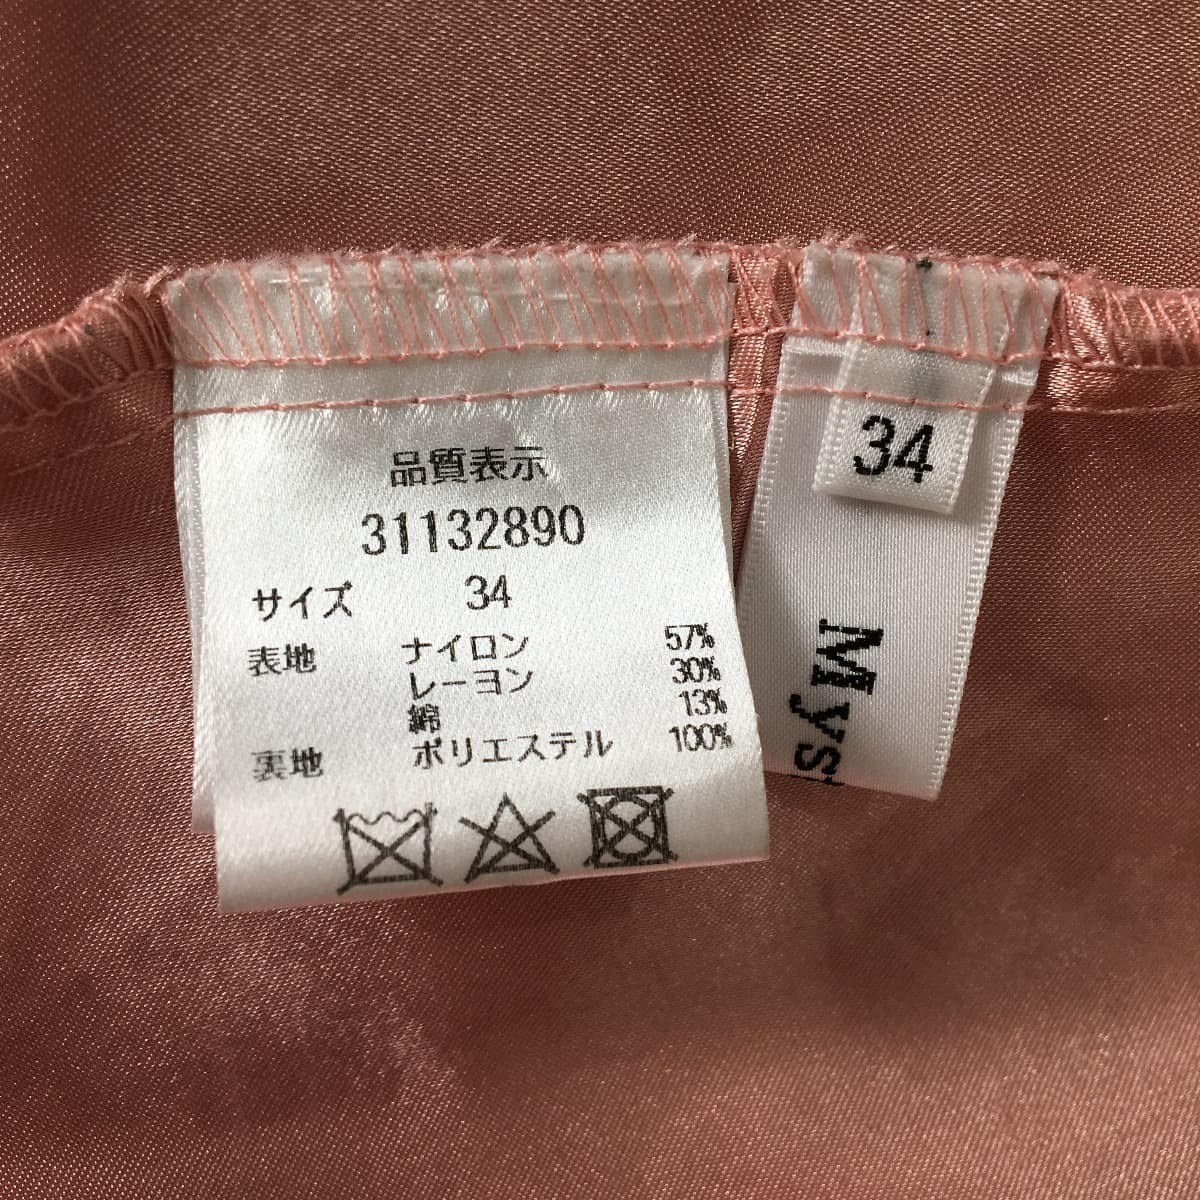 品質表示
31132890
サイズ 34
表地 ナイロン 57%
レーヨン 30%
綿 13%
裏地 ポリエステル 100%
34
Mys